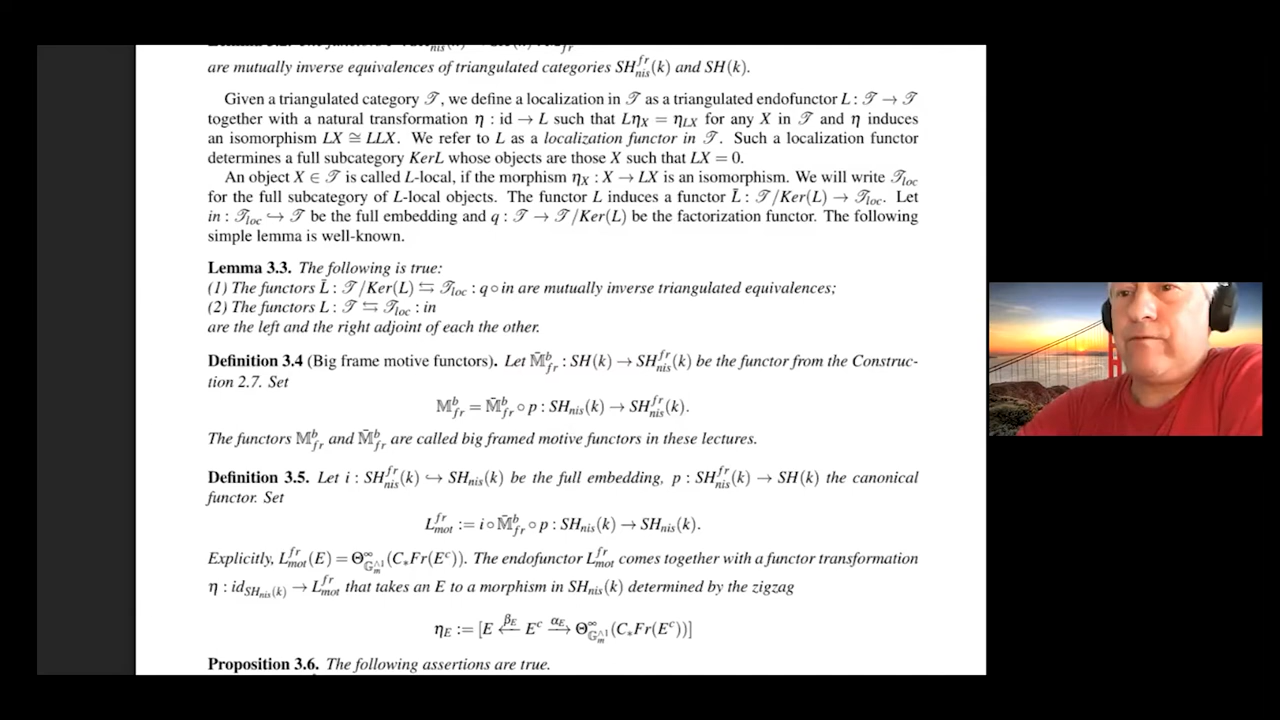 are mutually inverse equivalences of triangulated categories SH^{fr}_{nis}(k) and SH(k).
Given a triangulated category 𝒯, we define a localization in 𝒯 as a triangulated endofunctor L : 𝒯 → 𝒯
together with a natural transformation η : id → L such that Lη_X = η_{LX} for any X in 𝒯 and η induces
an isomorphism LX ≅ LLX. We refer to L as a localization functor in 𝒯. Such a localization functor
determines a full subcategory KerL whose objects are those X such that LX = 0.
An object X ∈ 𝒯 is called L-local, if the morphism η_X : X → LX is an isomorphism. We will write 𝒯_{loc}
for the full subcategory of L-local objects. The functor L induces a functor L̄ : 𝒯/Ker(L) → 𝒯_{loc}. Let
in : 𝒯_{loc} ↪ 𝒯 be the full embedding and q : 𝒯 → 𝒯/Ker(L) be the factorization functor. The following
simple lemma is well-known.
Lemma 3.3. The following is true:
(1) The functors L̄ : 𝒯/Ker(L) ⇆ 𝒯_{loc} : q∘in are mutually inverse triangulated equivalences;
(2) The functors L : 𝒯 ⇆ 𝒯_{loc} : in
are the left and the right adjoint of each the other.
Definition 3.4 (Big frame motive functors). Let M̄^b_{fr} : SH(k) → SH^{fr}_{nis}(k) be the functor from the Construc-
tion 2.7. Set
𝕄^b_{fr} = M̄^b_{fr} ∘ p : SH_{nis}(k) → SH^{fr}_{nis}(k).
The functors 𝕄^b_{fr} and M̄^b_{fr} are called big framed motive functors in these lectures.
Definition 3.5. Let i : SH^{fr}_{nis}(k) ↪ SH_{nis}(k) be the full embedding, p : SH^{fr}_{nis}(k) → SH(k) the canonical
functor. Set
L^{fr}_{mot} := i ∘ M̄^b_{fr} ∘ p : SH_{nis}(k) → SH_{nis}(k).
Explicitly, L^{fr}_{mot}(E) = Θ^∞_{𝔾_m^{∧1}}(C_*Fr(E^c)). The endofunctor L^{fr}_{mot} comes together with a functor transformation
η : id_{SH_{nis}(k)} → L^{fr}_{mot} that takes an E to a morphism in SH_{nis}(k) determined by the zigzag
η_E := [E ←^{β_E} E^c →^{α_E} Θ^∞_{𝔾_m^{∧1}}(C_*Fr(E^c))]
Proposition 3.6. The following assertions are true.